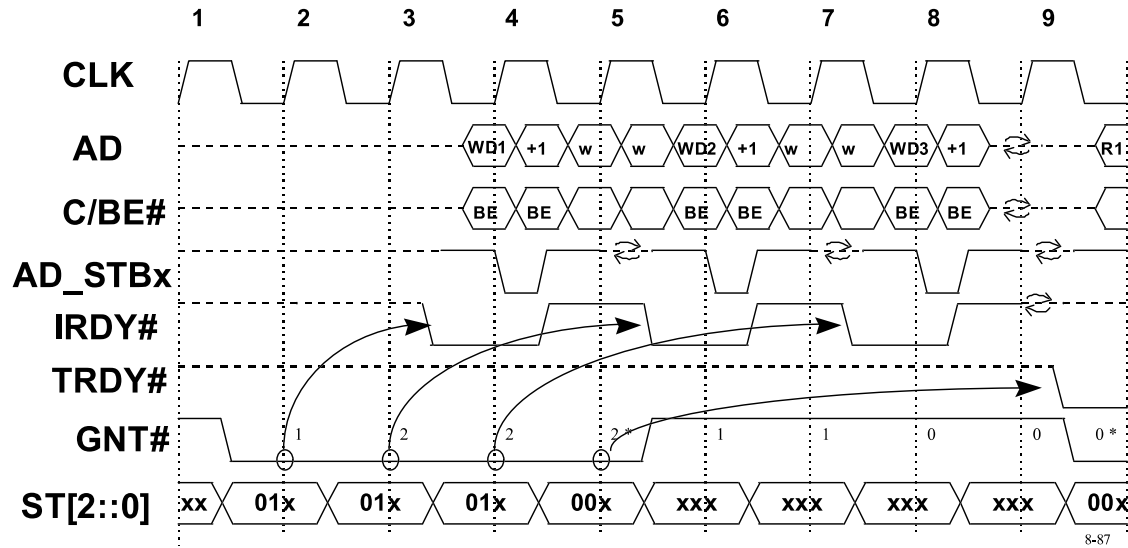 1 2 3 4 5 6 7 8 9
CLK
AD WD1 +1 w w WD2 +1 w w WD3 +1 R1
C/BE# BE BE BE BE BE BE
AD_STBx
IRDY#
TRDY#
GNT# 1 2 2 2 * 1 1 0 0 0 *
ST[2::0] xx 01x 01x 01x 00x xxx xxx xxx xxx 00x
8-87